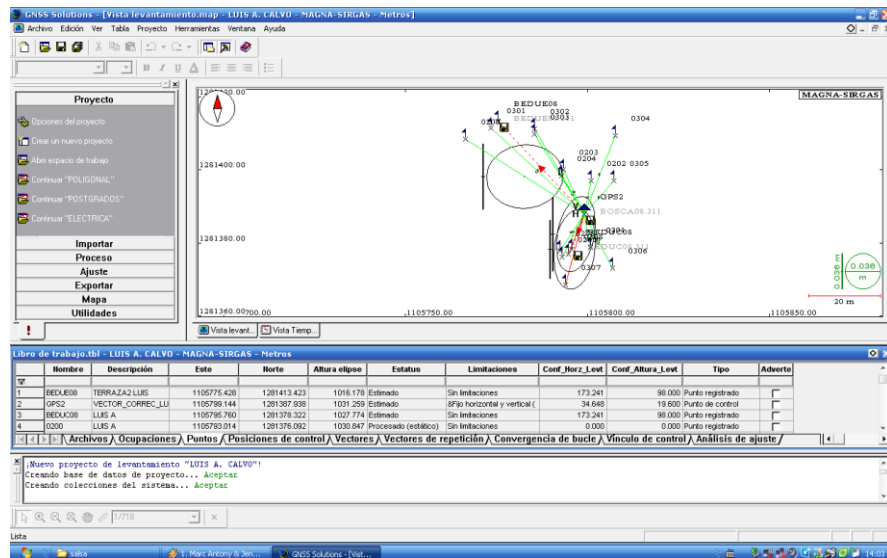 GNSS Solutions - [Vista levantamiento.map - LUIS A. CALVO - MAGNA-SIRGAS - Metros]
Archivo Edición Ver Tabla Proyecto Herramientas Ventana Ayuda
Proyecto
Opciones del proyecto
Crear un nuevo proyecto
Abrir espacio de trabajo
Continuar "POLIGONAL"
Continuar "POSTGRADOS"
Continuar "ELECTRICA"
Importar
Proceso
Ajuste
Exportar
Mapa
Utilidades
MAGNA-SIRGAS
BEDUE08
0301 0302
0303
0304
1281400.00
0203
0204
0202 0305
GPS2
BOSCA08.311
1281380.00
0306
0307
0.036 m
0.036 m
20 m
1281360.00
1105750.00 1105800.00 1105850.00
Vista levant... Vista Tiemp...
Libro de trabajo.tbl - LUIS A. CALVO - MAGNA-SIRGAS - Metros
Nombre Descripción Este Norte Altura elipse Estatus Limitaciones Conf_Horz_Levt Conf_Altura_Levt Tipo Adverte
1 BEDUE08 TERRAZA2 LUIS 1105775.428 1281413.423 1016.178 Estimado Sin limitaciones 173.241 98.000 Punto registrado
2 GPS2 VECTOR_CORREC_LU 1105799.144 1281387.938 1031.259 Estimado &Fijo horizontal y vertical ( 34.648 19.600 Punto de control
3 BEDUC08 LUIS A 1105795.760 1281378.322 1027.774 Estimado Sin limitaciones 173.241 98.000 Punto registrado
4 0200 LUIS A 1105793.014 1281376.092 1030.847 Procesado (estático) Sin limitaciones 0.000 0.000 Punto registrado
Archivos Ocupaciones Puntos Posiciones de control Vectores Vectores de repetición Convergencia de bucle Vínculo de control Análisis de ajuste
¡Nuevo proyecto de levantamiento "LUIS A. CALVO"!
Creando base de datos de proyecto... Aceptar
Creando colecciones del sistema... Aceptar
1/710
Lista
salsa 1. Marc Antony & Jen... GNSS Solutions - [Vist... 14:03